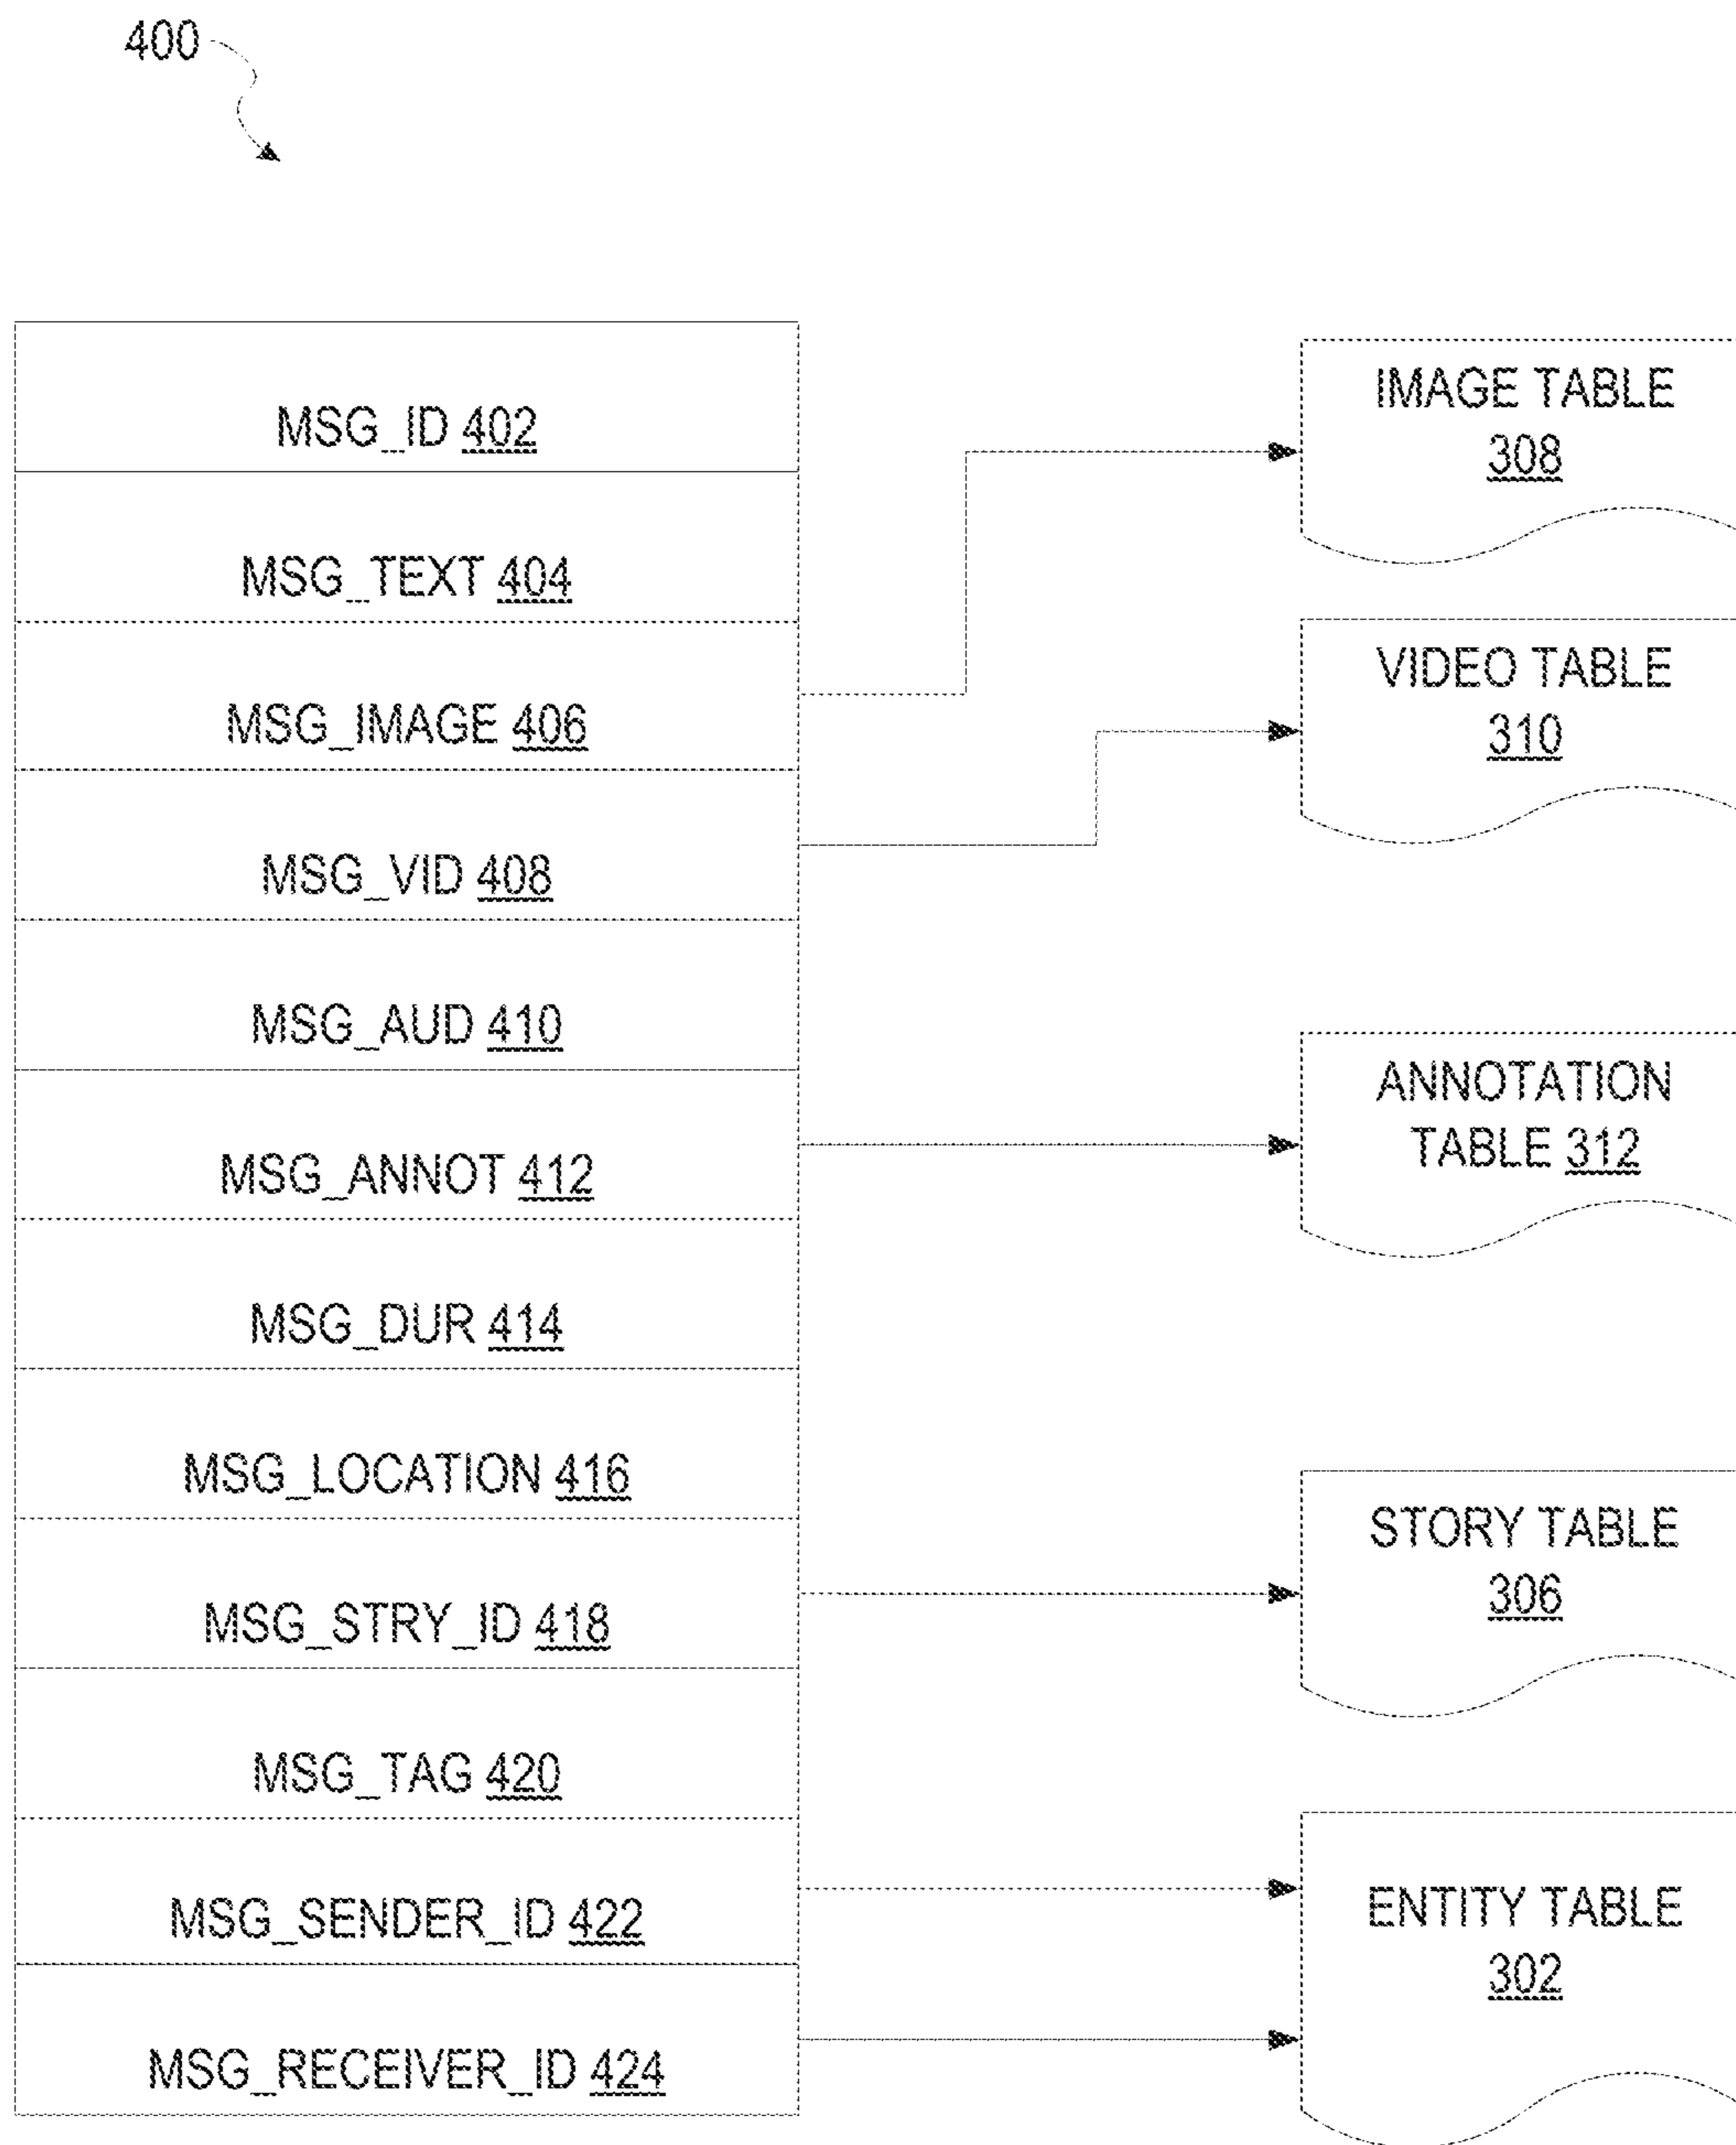 400
MSG_ID 402
MSG_TEXT 404
MSG_IMAGE 406
MSG_VID 408
MSG_AUD 410
MSG_ANNOT 412
MSG_DUR 414
MSG_LOCATION 416
MSG_STRY_ID 418
MSG_TAG 420
MSG_SENDER_ID 422
MSG_RECEIVER_ID 424
IMAGE TABLE
308
VIDEO TABLE
310
ANNOTATION
TABLE 312
STORY TABLE
306
ENTITY TABLE
302